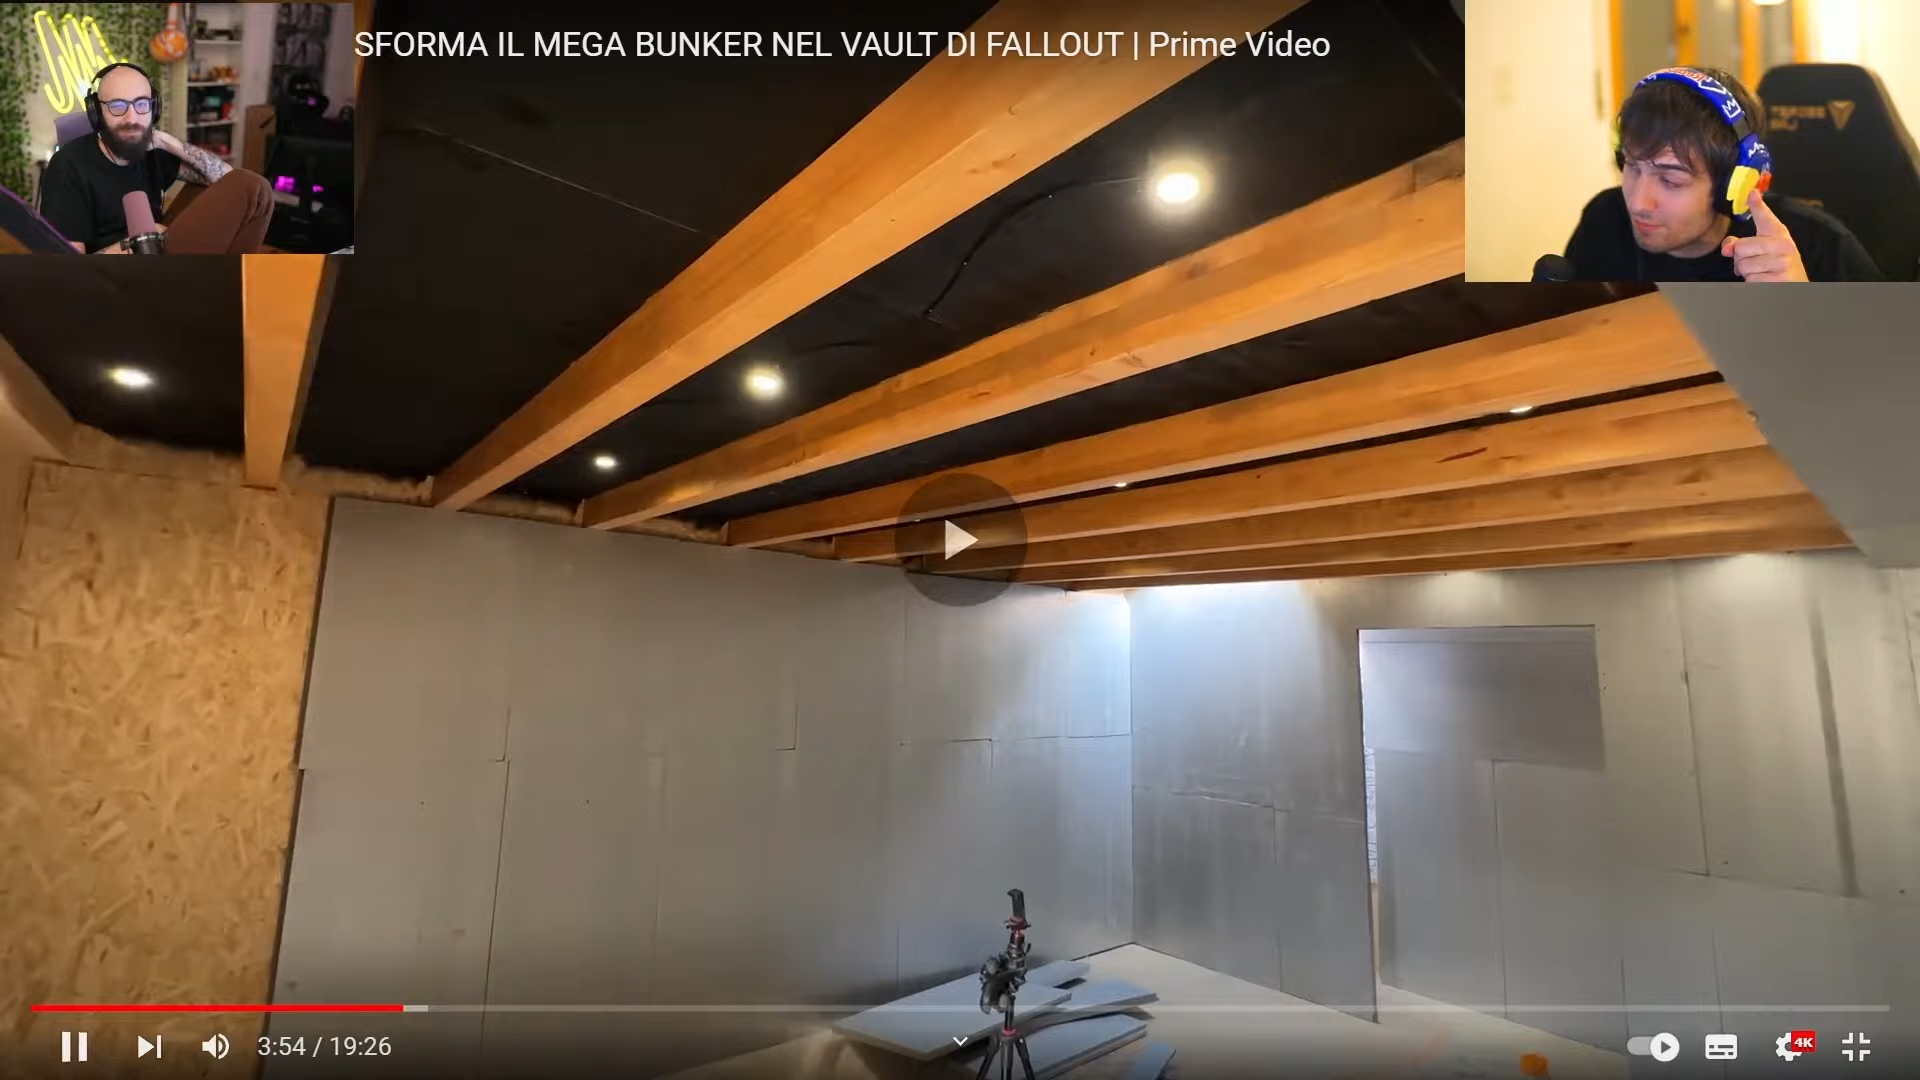 SFORMA IL MEGA BUNKER NEL VAULT DI FALLOUT | Prime Video
3:54 / 19:26
4K